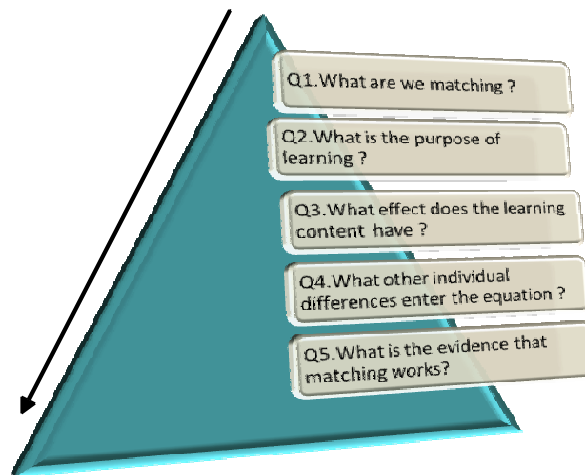 Q1.What are we matching ?
Q2.What is the purpose of
learning ?
Q3.What effect does the learning
content have ?
Q4.What other individual
differences enter the equation ?
Q5.What is the evidence that
matching works?